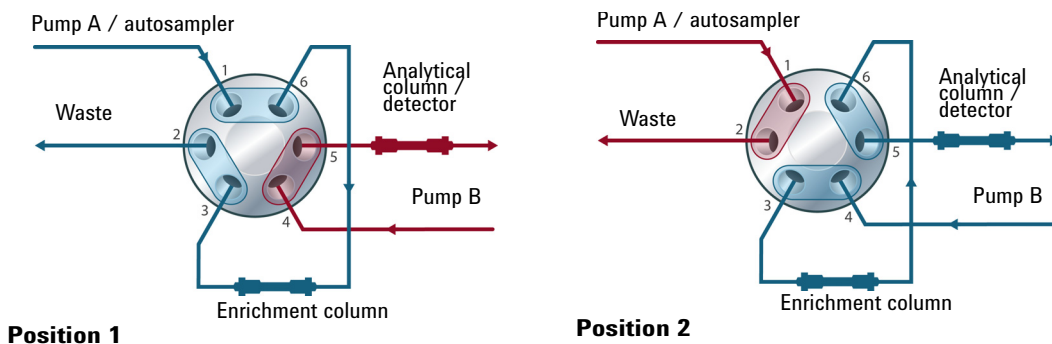 Pump A / autosampler
1
6
Analytical
column /
detector
Waste
2
5
3
4
Pump B
Enrichment column
Position 1
Pump A / autosampler
1
6
Analytical
column /
detector
Waste
2
5
3
4
Pump B
Enrichment column
Position 2